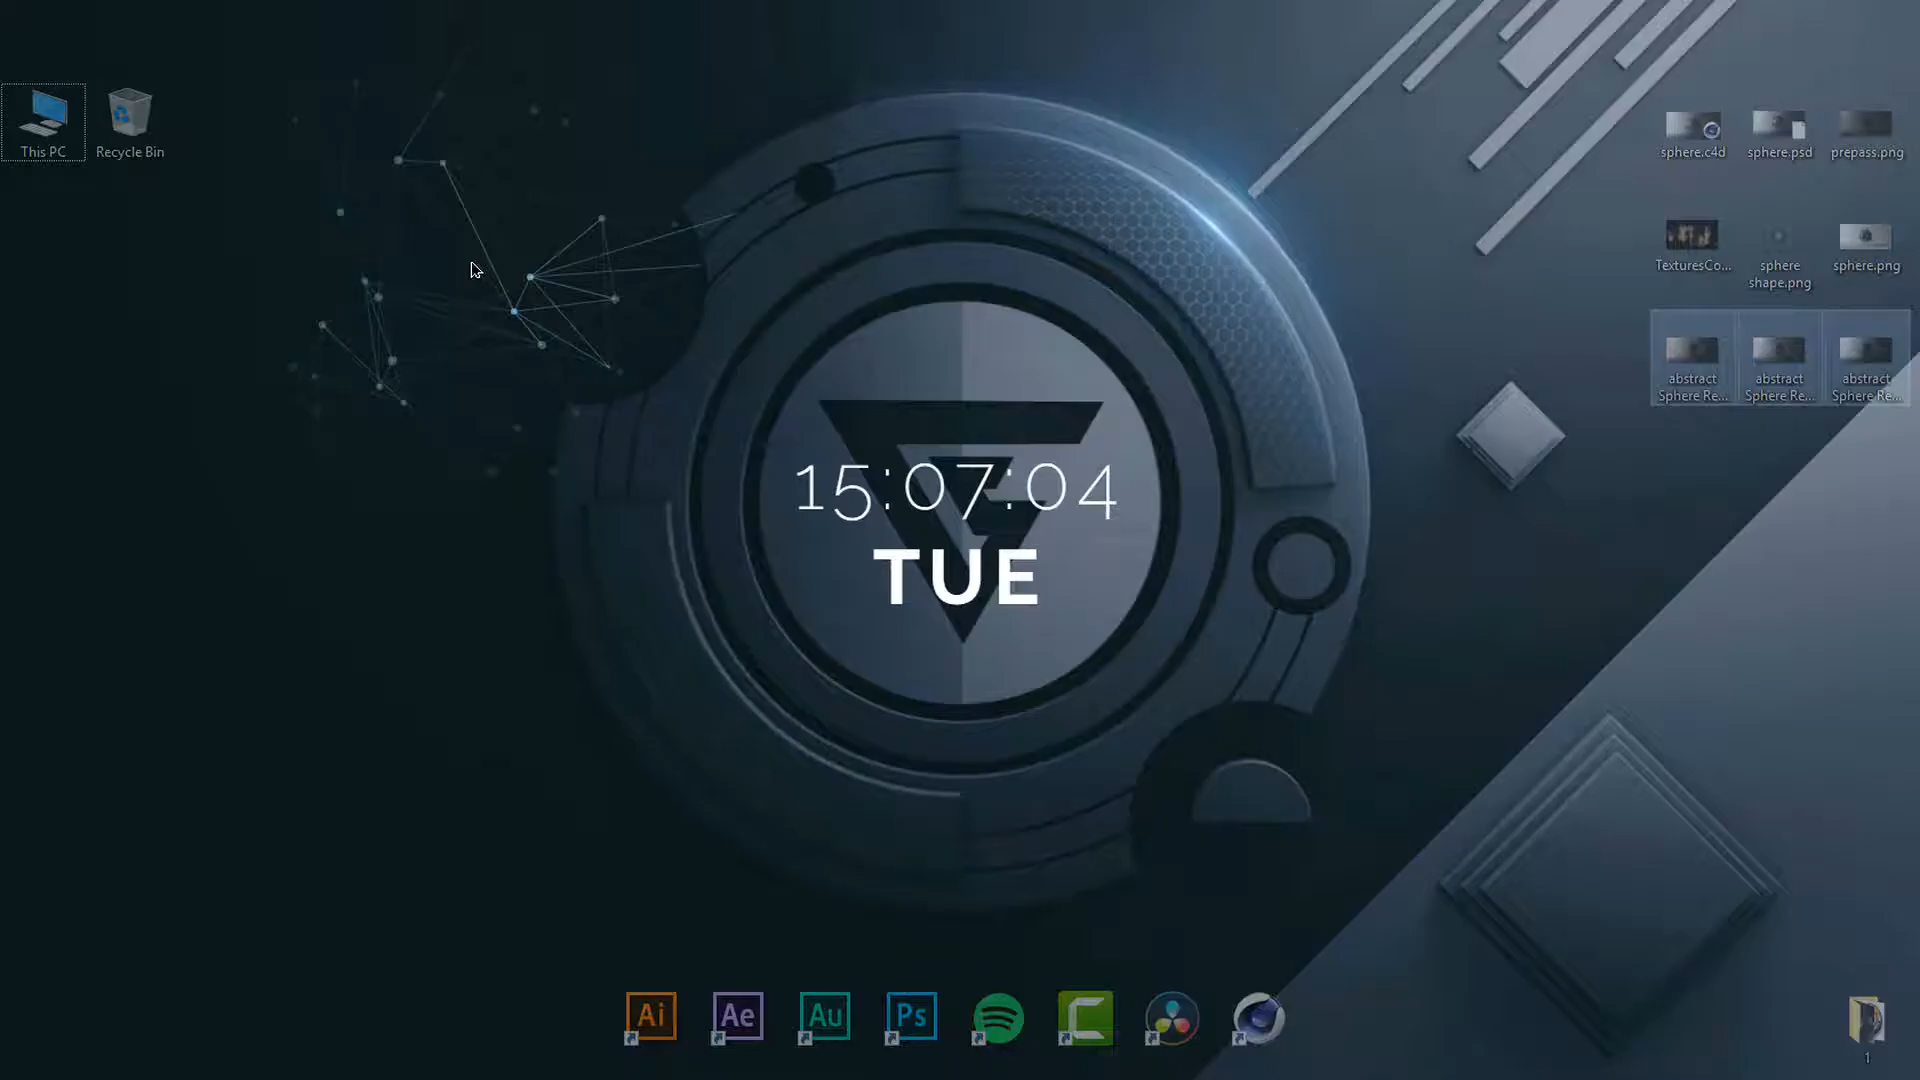 This PC
Recycle Bin
sphere.c4d
sphere.psd
prepass.png
TexturesCo...
sphere
shape.png
sphere.png
abstract
Sphere Re...
abstract
Sphere Re...
abstract
Sphere Re...
15:07:04
TUE
Ai
Ae
Au
Ps
1